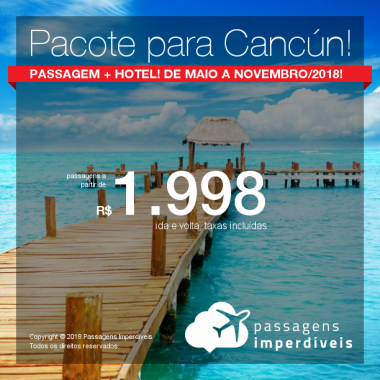 Pacote para Cancún!
PASSAGEM + HOTEL! DE MAIO A NOVEMBRO/2018!
passagens a
partir de
R$ 1.998
ida e volta, taxas incluídas
passagens
imperdíveis
Copyright © 2018 Passagens Imperdíveis
Todos os direitos reservados